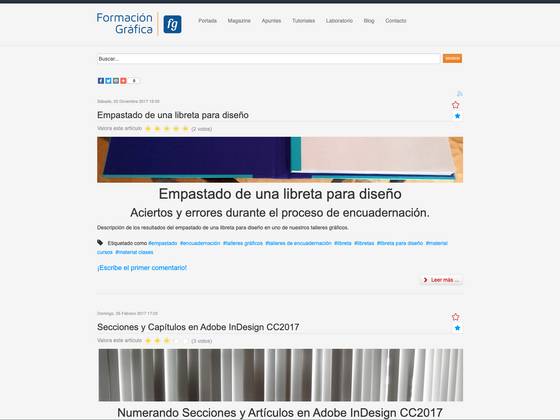 Formación
Gráfica
fg
Portada Magazine Apuntes Tutoriales Laboratorio Blog Contacto
Buscar...
0
Sábado, 02 Diciembre 2017 10:00
Empastado de una libreta para diseño
Valora este artículo (2 votos)
Empastado de una libreta para diseño
Aciertos y errores durante el proceso de encuadernación.
Descripción de los resultados del empastado de una libreta para diseño en uno de nuestros talleres gráficos.
Etiquetado como #empastado #encuadernación #talleres gráficos #talleres de encuadernación #libreta #libretas #libreta para diseño #material
cursos #material clases
¡Escribe el primer comentario!
Leer más ...
Domingo, 26 Febrero 2017 17:03
Secciones y Capítulos en Adobe InDesign CC2017
Valora este artículo (3 votos)
Numerando Secciones y Artículos en Adobe InDesign CC2017